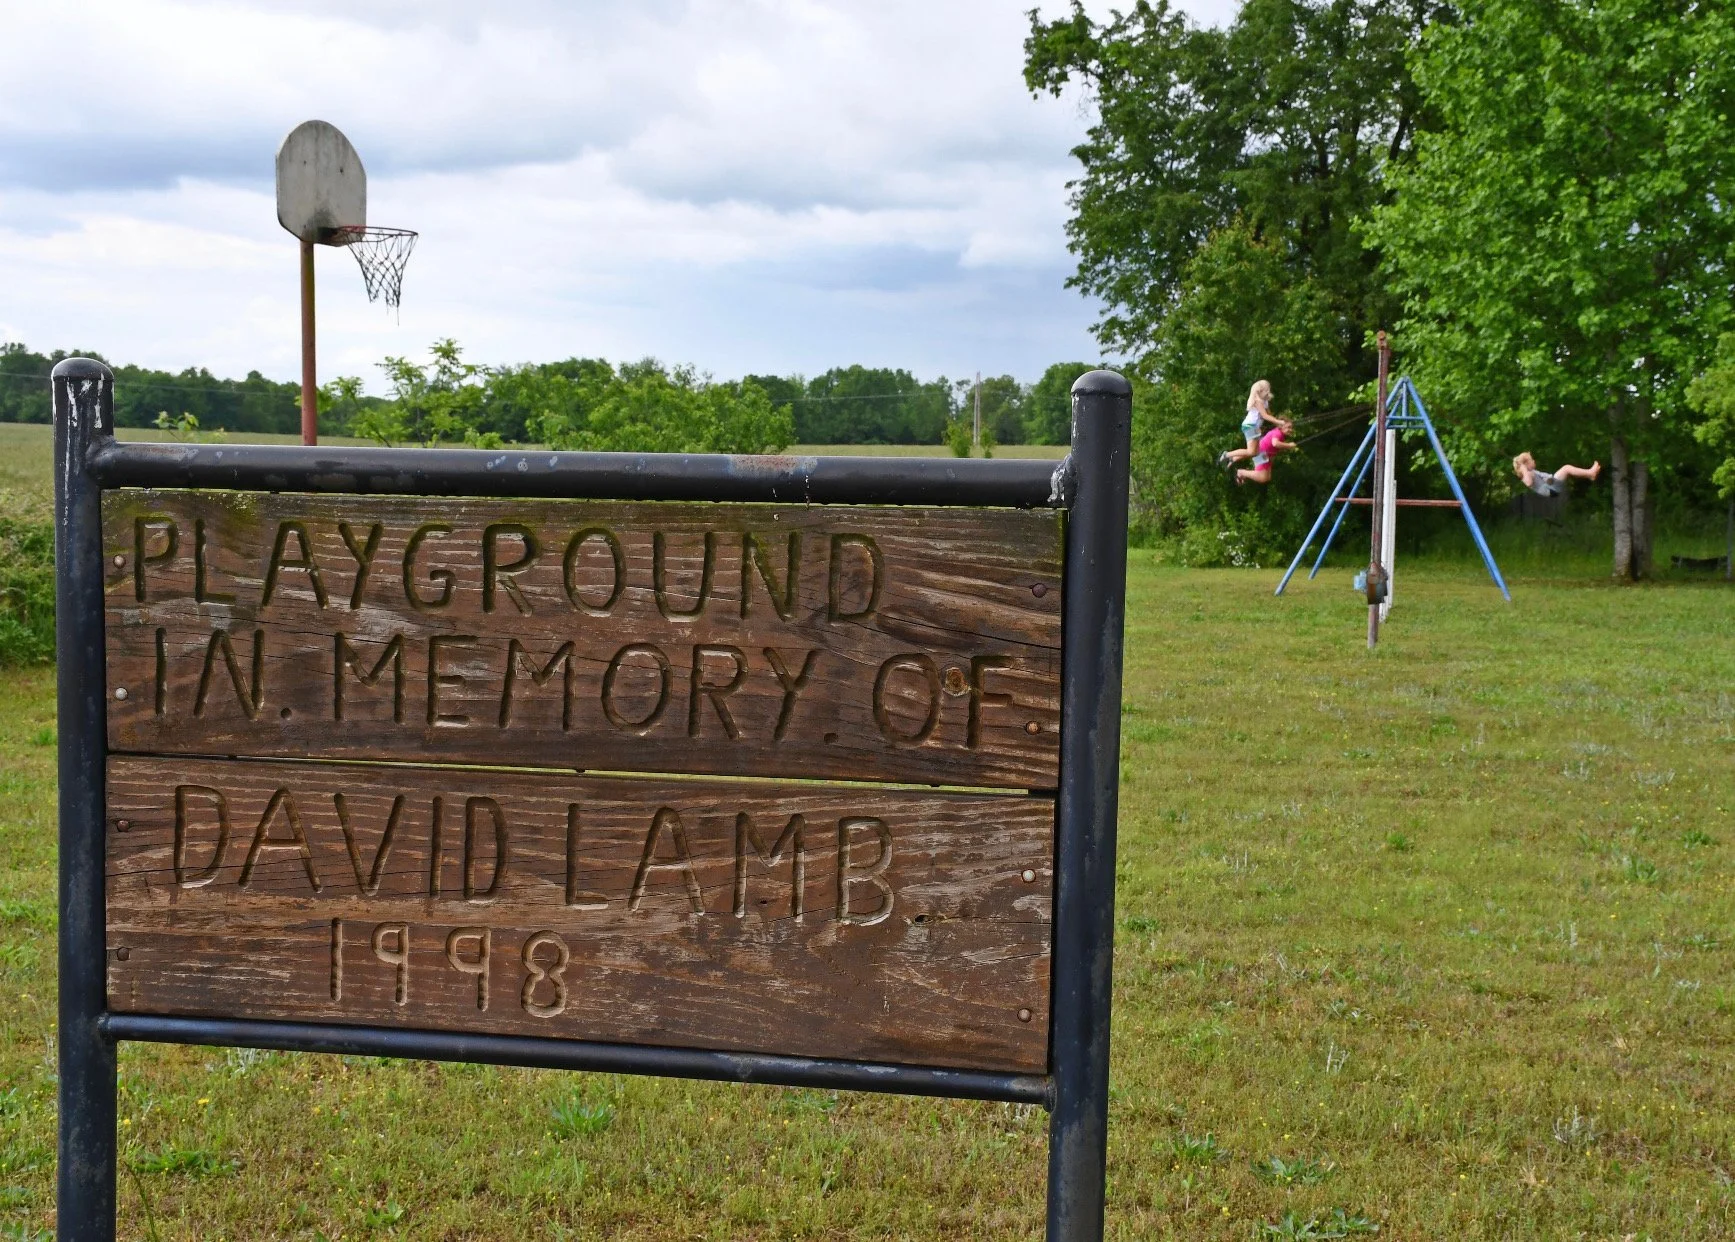 PLAYGROUND
IN. MEMORY. OF
DAVID LAMB
1998